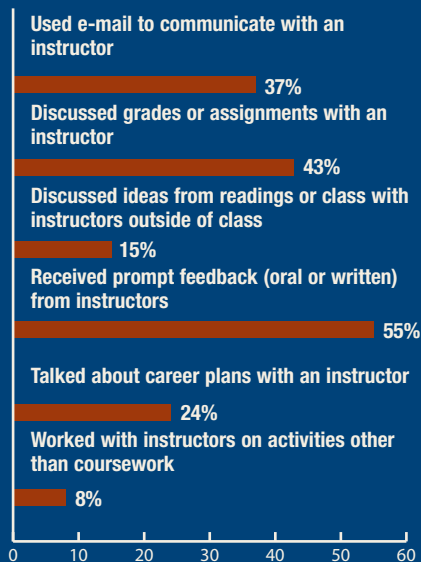 Used e-mail to communicate with an
instructor
37%
Discussed grades or assignments with an
instructor
43%
Discussed ideas from readings or class with
instructors outside of class
15%
Received prompt feedback (oral or written)
from instructors
55%
Talked about career plans with an instructor
24%
Worked with instructors on activities other
than coursework
8%
0 10 20 30 40 50 60